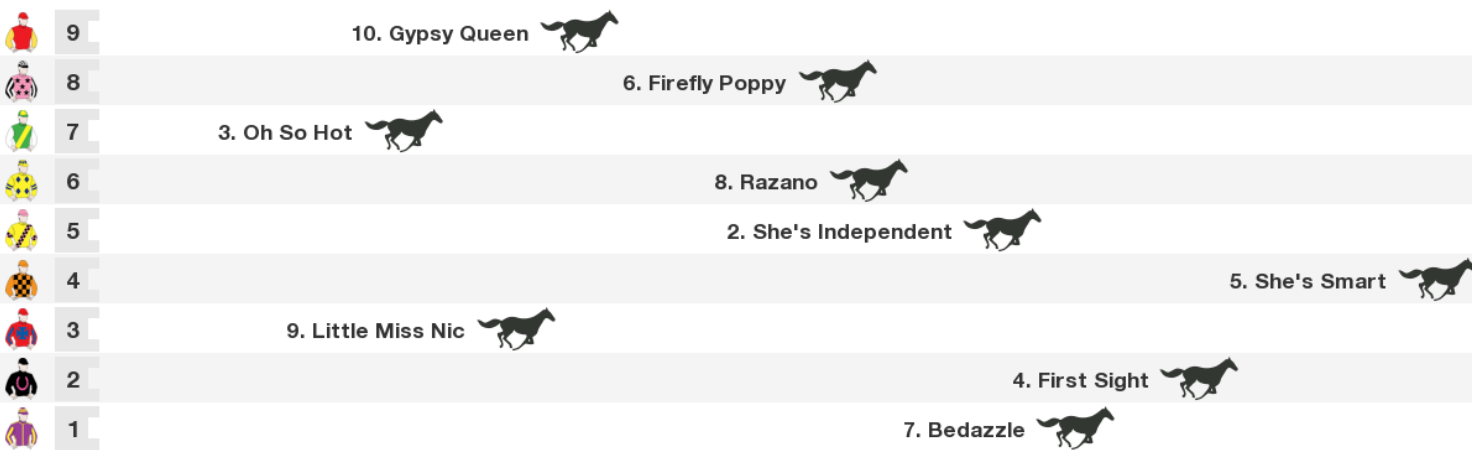 9 10. Gypsy Queen
8 6. Firefly Poppy
7 3. Oh So Hot
6 8. Razano
5 2. She's Independent
4 5. She's Smart
3 9. Little Miss Nic
2 4. First Sight
1 7. Bedazzle